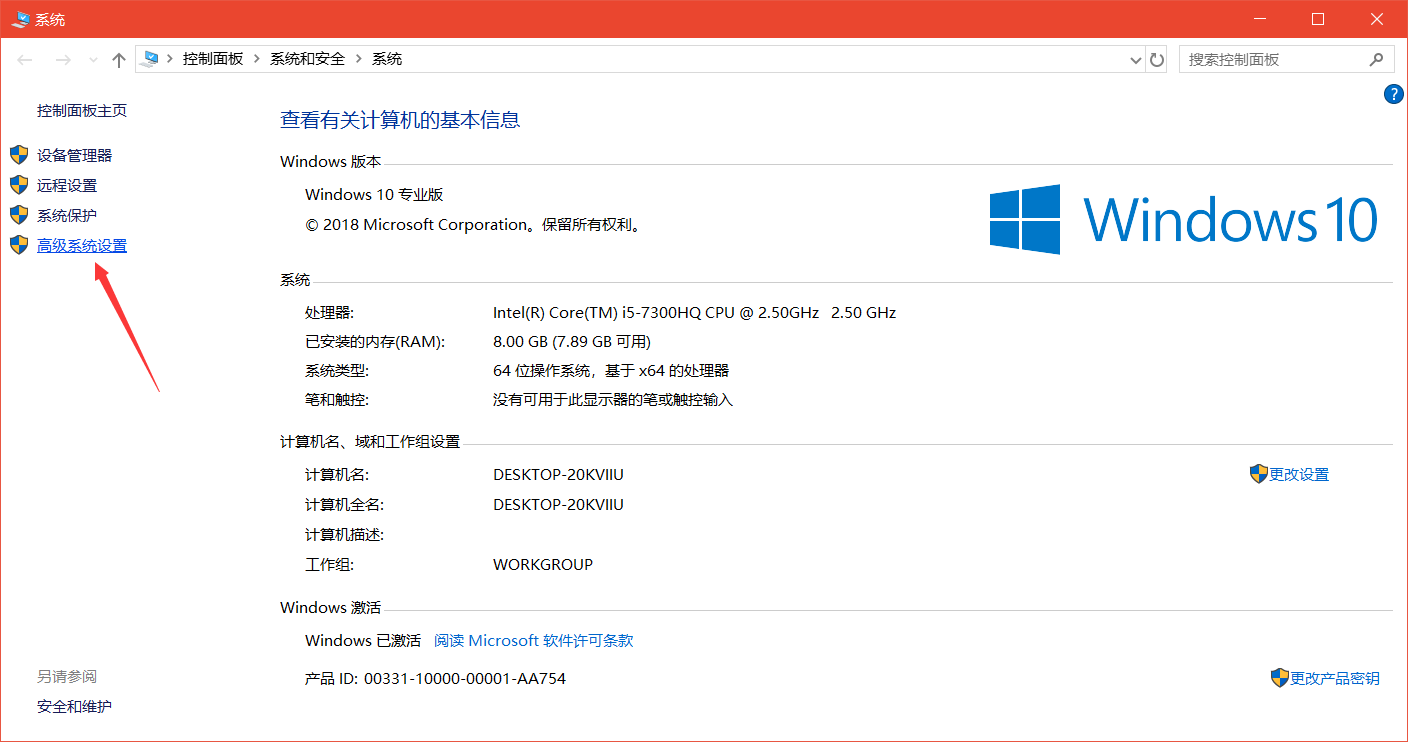 系统
控制面板 系统和安全 系统
搜索控制面板
?
控制面板主页
设备管理器
远程设置
系统保护
高级系统设置
查看有关计算机的基本信息
Windows 版本
Windows 10 专业版
© 2018 Microsoft Corporation。保留所有权利。
Windows 10
系统
处理器: Intel(R) Core(TM) i5-7300HQ CPU @ 2.50GHz 2.50 GHz
已安装的内存(RAM): 8.00 GB (7.89 GB 可用)
系统类型: 64 位操作系统，基于 x64 的处理器
笔和触控: 没有可用于此显示器的笔或触控输入
计算机名、域和工作组设置
计算机名: DESKTOP-20KVIIU 更改设置
计算机全名: DESKTOP-20KVIIU
计算机描述:
工作组: WORKGROUP
Windows 激活
Windows 已激活 阅读 Microsoft 软件许可条款
产品 ID: 00331-10000-00001-AA754 更改产品密钥
另请参阅
安全和维护